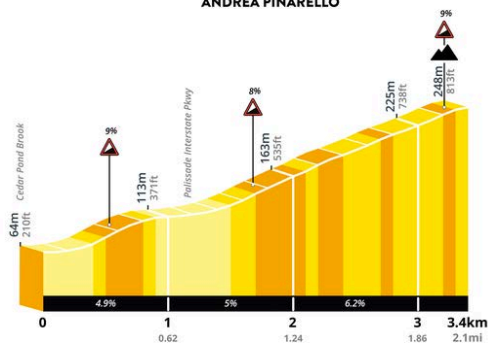 ANDREA PINARELLO
9%
248m
813ft
225m
738ft
8%
Palissade Interstate Pkwy
163m
535ft
9%
113m
371ft
Cedar Pond Brook
64m
210ft
4.9%
5%
6.2%
0
1
2
3
3.4km
0.62
1.24
1.86
2.1mi